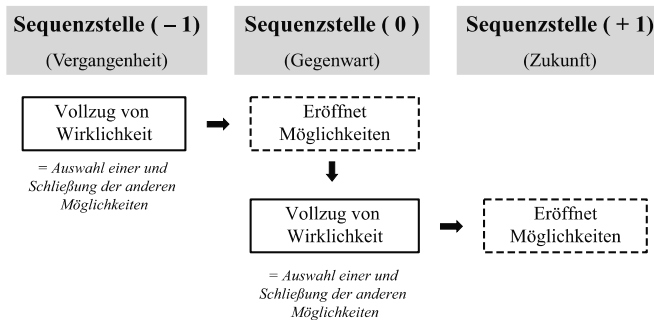 Sequenzstelle ( – 1)
(Vergangenheit)
Sequenzstelle ( 0 )
(Gegenwart)
Sequenzstelle ( + 1)
(Zukunft)
Vollzug von
Wirklichkeit
= Auswahl einer und
Schließung der anderen
Möglichkeiten
Eröffnet
Möglichkeiten
Vollzug von
Wirklichkeit
= Auswahl einer und
Schließung der anderen
Möglichkeiten
Eröffnet
Möglichkeiten